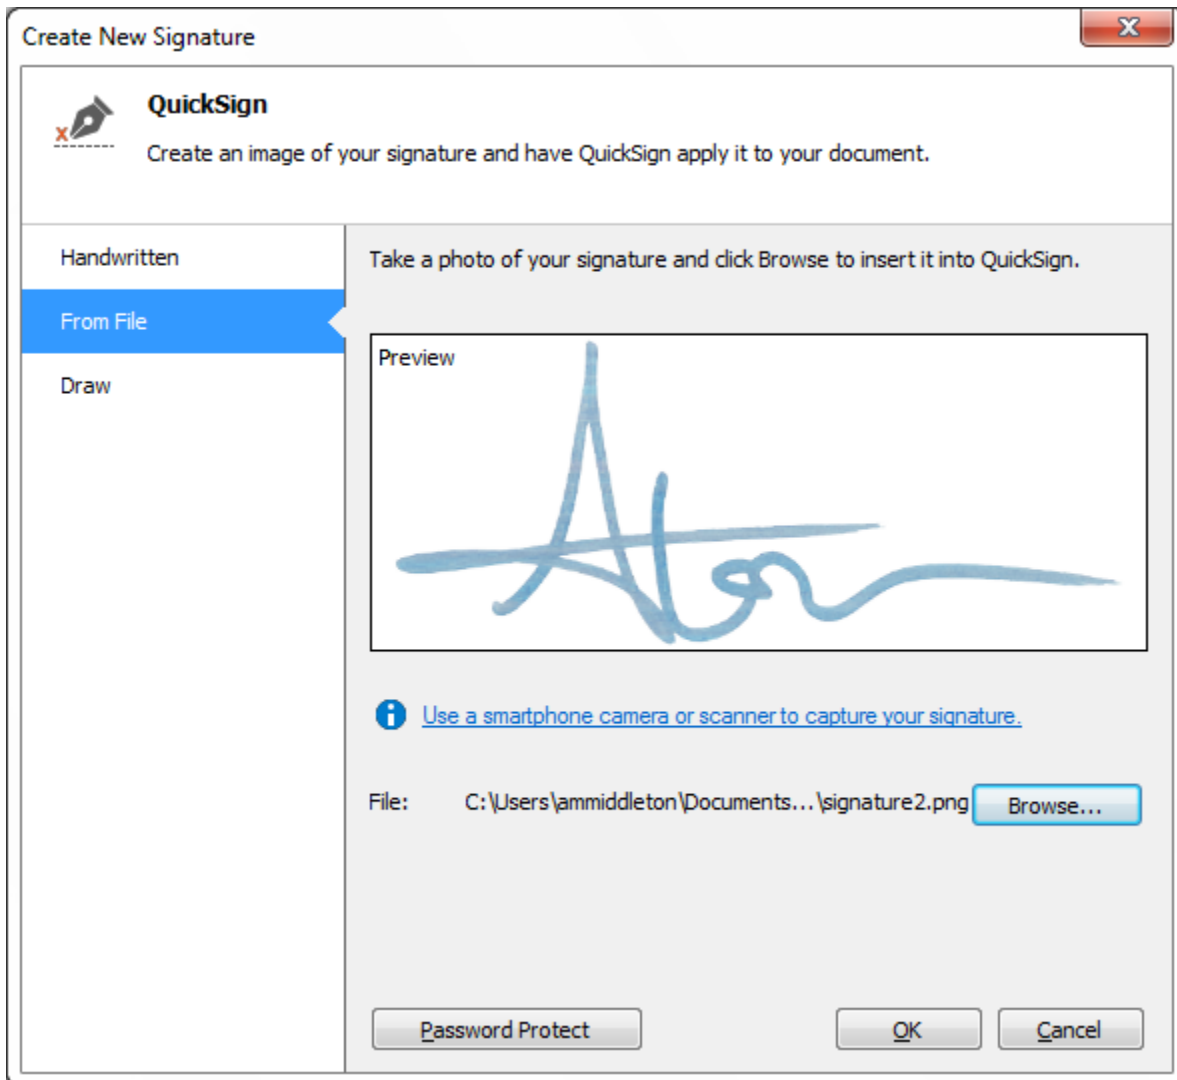 Create New Signature
X
QuickSign
x
Create an image of your signature and have QuickSign apply it to your document.
Handwritten
From File
Draw
Take a photo of your signature and click Browse to insert it into QuickSign.
Preview
Use a smartphone camera or scanner to capture your signature.
File: C:\Users\ammiddleton\Documents...\signature2.png Browse...
Password Protect OK Cancel